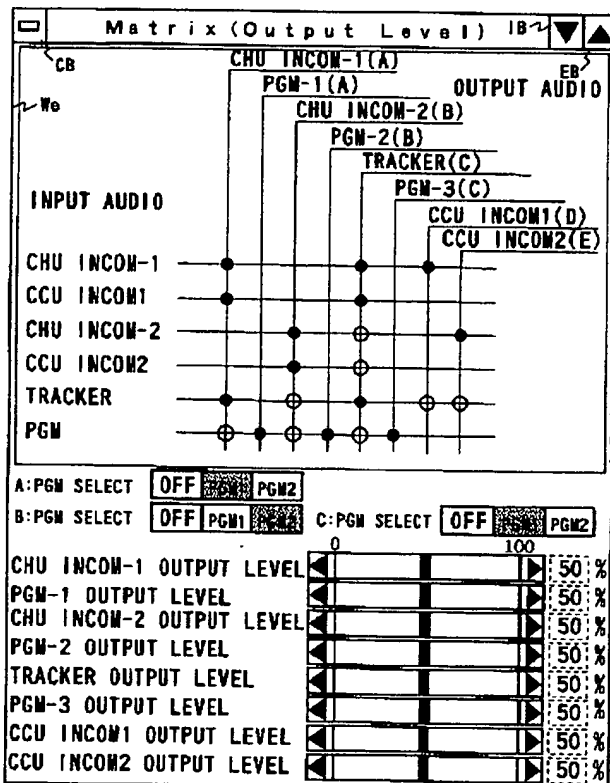 Matrix (Output Level) IB
CB
EB
We
CHU INCOM-1(A)
OUTPUT AUDIO
PGM-1(A)
CHU INCOM-2(B)
PGM-2(B)
TRACKER(C)
PGM-3(C)
INPUT AUDIO
CCU INCOM1(D)
CCU INCOM2(E)
CHU INCOM-1
CCU INCOM1
CHU INCOM-2
CCU INCOM2
TRACKER
PGM
A:PGM SELECT OFF PGM1 PGM2
B:PGM SELECT OFF PGM1 PGM2 C:PGM SELECT OFF PGM1 PGM2
0 100
CHU INCOM-1 OUTPUT LEVEL 50 %
PGM-1 OUTPUT LEVEL 50 %
CHU INCOM-2 OUTPUT LEVEL 50 %
PGM-2 OUTPUT LEVEL 50 %
TRACKER OUTPUT LEVEL 50 %
PGM-3 OUTPUT LEVEL 50 %
CCU INCOM1 OUTPUT LEVEL 50 %
CCU INCOM2 OUTPUT LEVEL 50 %